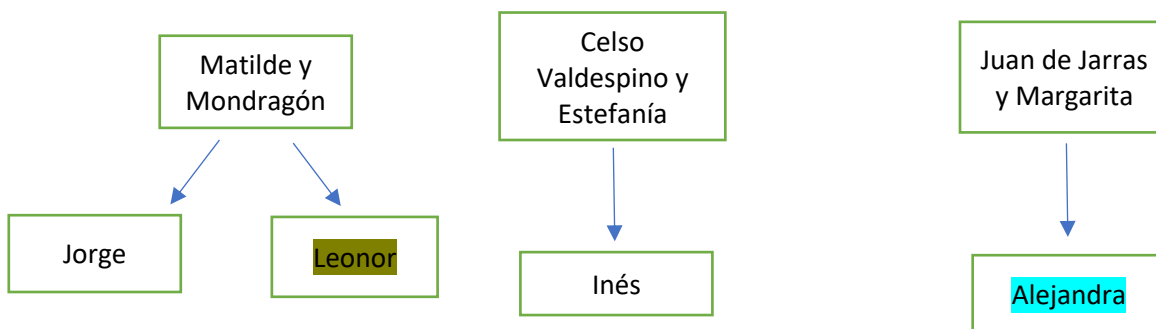 Matilde y
Mondragón
Celso
Valdespino y
Estefanía
Juan de Jarras
y Margarita
Jorge
Leonor
Inés
Alejandra